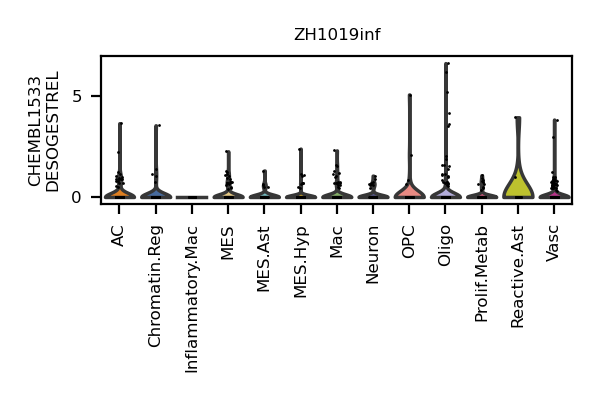 ZH1019inf
CHEMBL1533
DESOGESTREL
5
0
AC
Chromatin.Reg
Inflammatory.Mac
MES
MES.Ast
MES.Hyp
Mac
Neuron
OPC
Oligo
Prolif.Metab
Reactive.Ast
Vasc